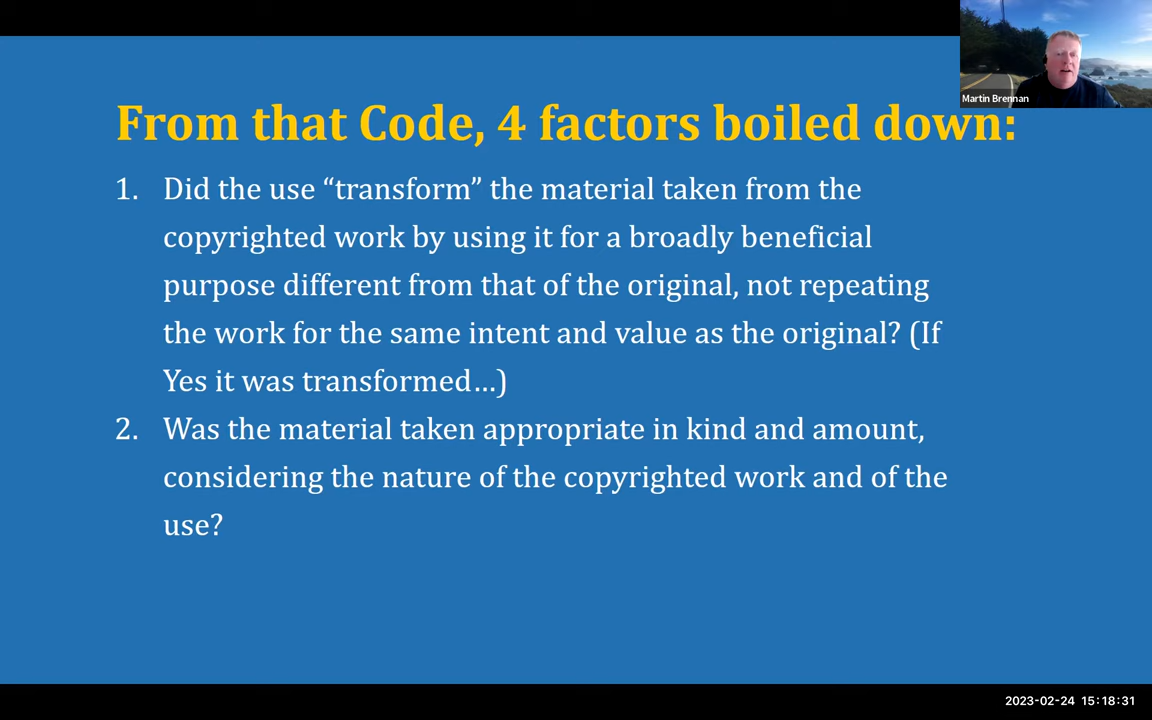 Martin Brennan
From that Code, 4 factors boiled down:
1. Did the use “transform” the material taken from the
copyrighted work by using it for a broadly beneficial
purpose different from that of the original, not repeating
the work for the same intent and value as the original? (If
Yes it was transformed…)
2. Was the material taken appropriate in kind and amount,
considering the nature of the copyrighted work and of the
use?
2023-02-24 15:18:31